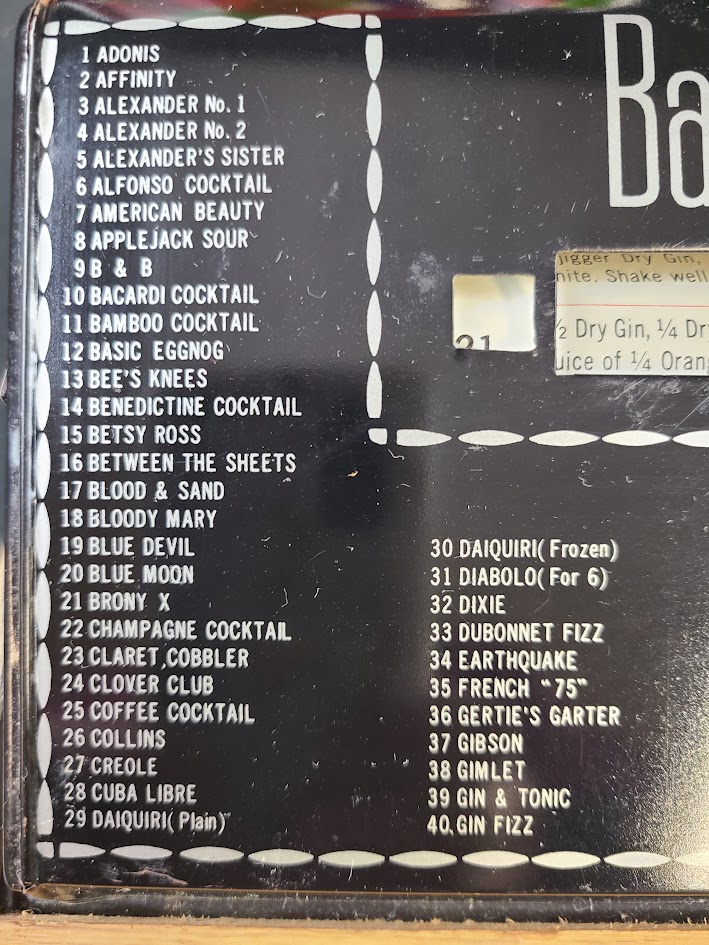 1 ADONIS
2 AFFINITY
3 ALEXANDER No. 1
4 ALEXANDER No. 2
5 ALEXANDER'S SISTER
6 ALFONSO COCKTAIL
7 AMERICAN BEAUTY
8 APPLEJACK SOUR
9 B & B
10 BACARDI COCKTAIL
11 BAMBOO COCKTAIL
12 BASIC EGGNOG
13 BEE'S KNEES
14 BENEDICTINE COCKTAIL
15 BETSY ROSS
16 BETWEEN THE SHEETS
17 BLOOD & SAND
18 BLOODY MARY
19 BLUE DEVIL
20 BLUE MOON
21 BRONY X
22 CHAMPAGNE COCKTAIL
23 CLARET COBBLER
24 CLOVER CLUB
25 COFFEE COCKTAIL
26 COLLINS
27 CREOLE
28 CUBA LIBRE
29 DAIQUIRI (Plain)
Ba
jigger Dry Gin,
hite. Shake well
21
½ Dry Gin, ¼ Dr
uice of ¼ Orang
30 DAIQUIRI (Frozen)
31 DIABOLO (For 6)
32 DIXIE
33 DUBONNET FIZZ
34 EARTHQUAKE
35 FRENCH "75"
36 GERTIE'S GARTER
37 GIBSON
38 GIMLET
39 GIN & TONIC
40 GIN FIZZ